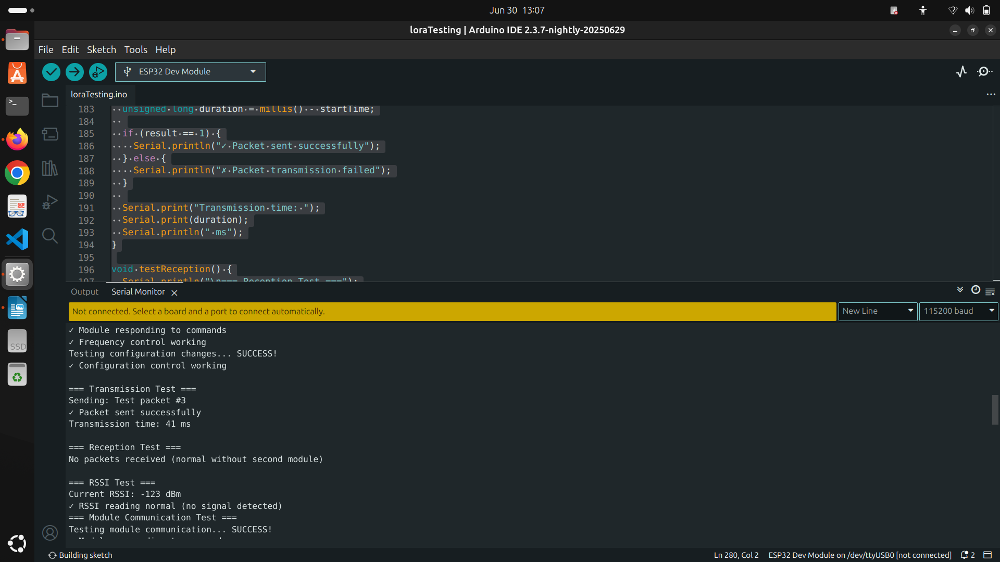 Jun 30 13:07
loraTesting | Arduino IDE 2.3.7-nightly-20250629
File Edit Sketch Tools Help
ESP32 Dev Module
loraTesting.ino
183 unsigned long duration = millis() - startTime;
184
185 if (result == 1) {
186 Serial.println("✓ Packet sent successfully");
187 } else {
188 Serial.println("✗ Packet transmission failed");
189 }
190
191 Serial.print("Transmission time: ");
192 Serial.print(duration);
193 Serial.println(" ms");
194 }
195
196 void testReception() {
197 Serial.println("\n=== Reception Test ===");
Output Serial Monitor
Not connected. Select a board and a port to connect automatically.
New Line
115200 baud
✓ Module responding to commands
✓ Frequency control working
Testing configuration changes... SUCCESS!
✓ Configuration control working
=== Transmission Test ===
Sending: Test packet #3
✓ Packet sent successfully
Transmission time: 41 ms
=== Reception Test ===
No packets received (normal without second module)
=== RSSI Test ===
Current RSSI: -123 dBm
✓ RSSI reading normal (no signal detected)
=== Module Communication Test ===
Testing module communication... SUCCESS!
SSD
Building sketch
Ln 280, Col 2 ESP32 Dev Module on /dev/ttyUSB0 [not connected] 2